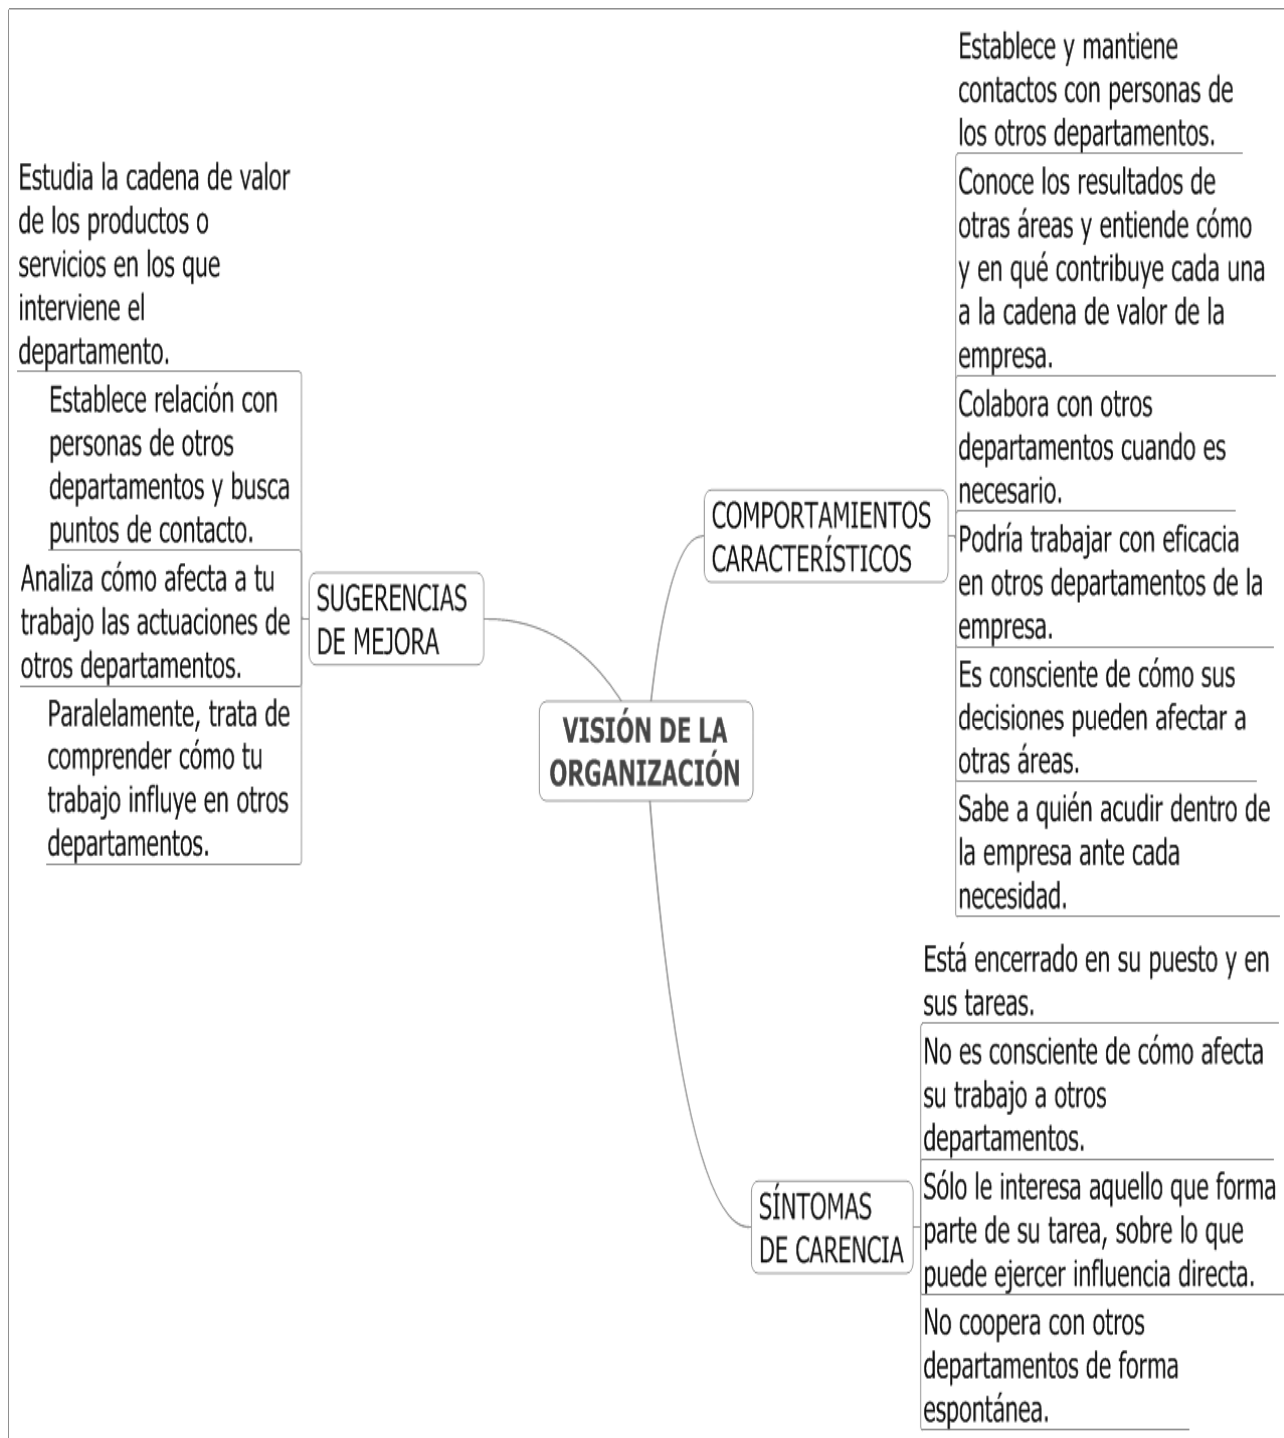 VISIÓN DE LA
ORGANIZACIÓN
COMPORTAMIENTOS
CARACTERÍSTICOS
Establece y mantiene
contactos con personas de
los otros departamentos.
Conoce los resultados de
otras áreas y entiende cómo
y en qué contribuye cada una
a la cadena de valor de la
empresa.
Colabora con otros
departamentos cuando es
necesario.
Podría trabajar con eficacia
en otros departamentos de la
empresa.
Es consciente de cómo sus
decisiones pueden afectar a
otras áreas.
Sabe a quién acudir dentro de
la empresa ante cada
necesidad.
SÍNTOMAS
DE CARENCIA
Está encerrado en su puesto y en
sus tareas.
No es consciente de cómo afecta
su trabajo a otros
departamentos.
Sólo le interesa aquello que forma
parte de su tarea, sobre lo que
puede ejercer influencia directa.
No coopera con otros
departamentos de forma
espontánea.
SUGERENCIAS
DE MEJORA
Estudia la cadena de valor
de los productos o
servicios en los que
interviene el
departamento.
Establece relación con
personas de otros
departamentos y busca
puntos de contacto.
Analiza cómo afecta a tu
trabajo las actuaciones de
otros departamentos.
Paralelamente, trata de
comprender cómo tu
trabajo influye en otros
departamentos.